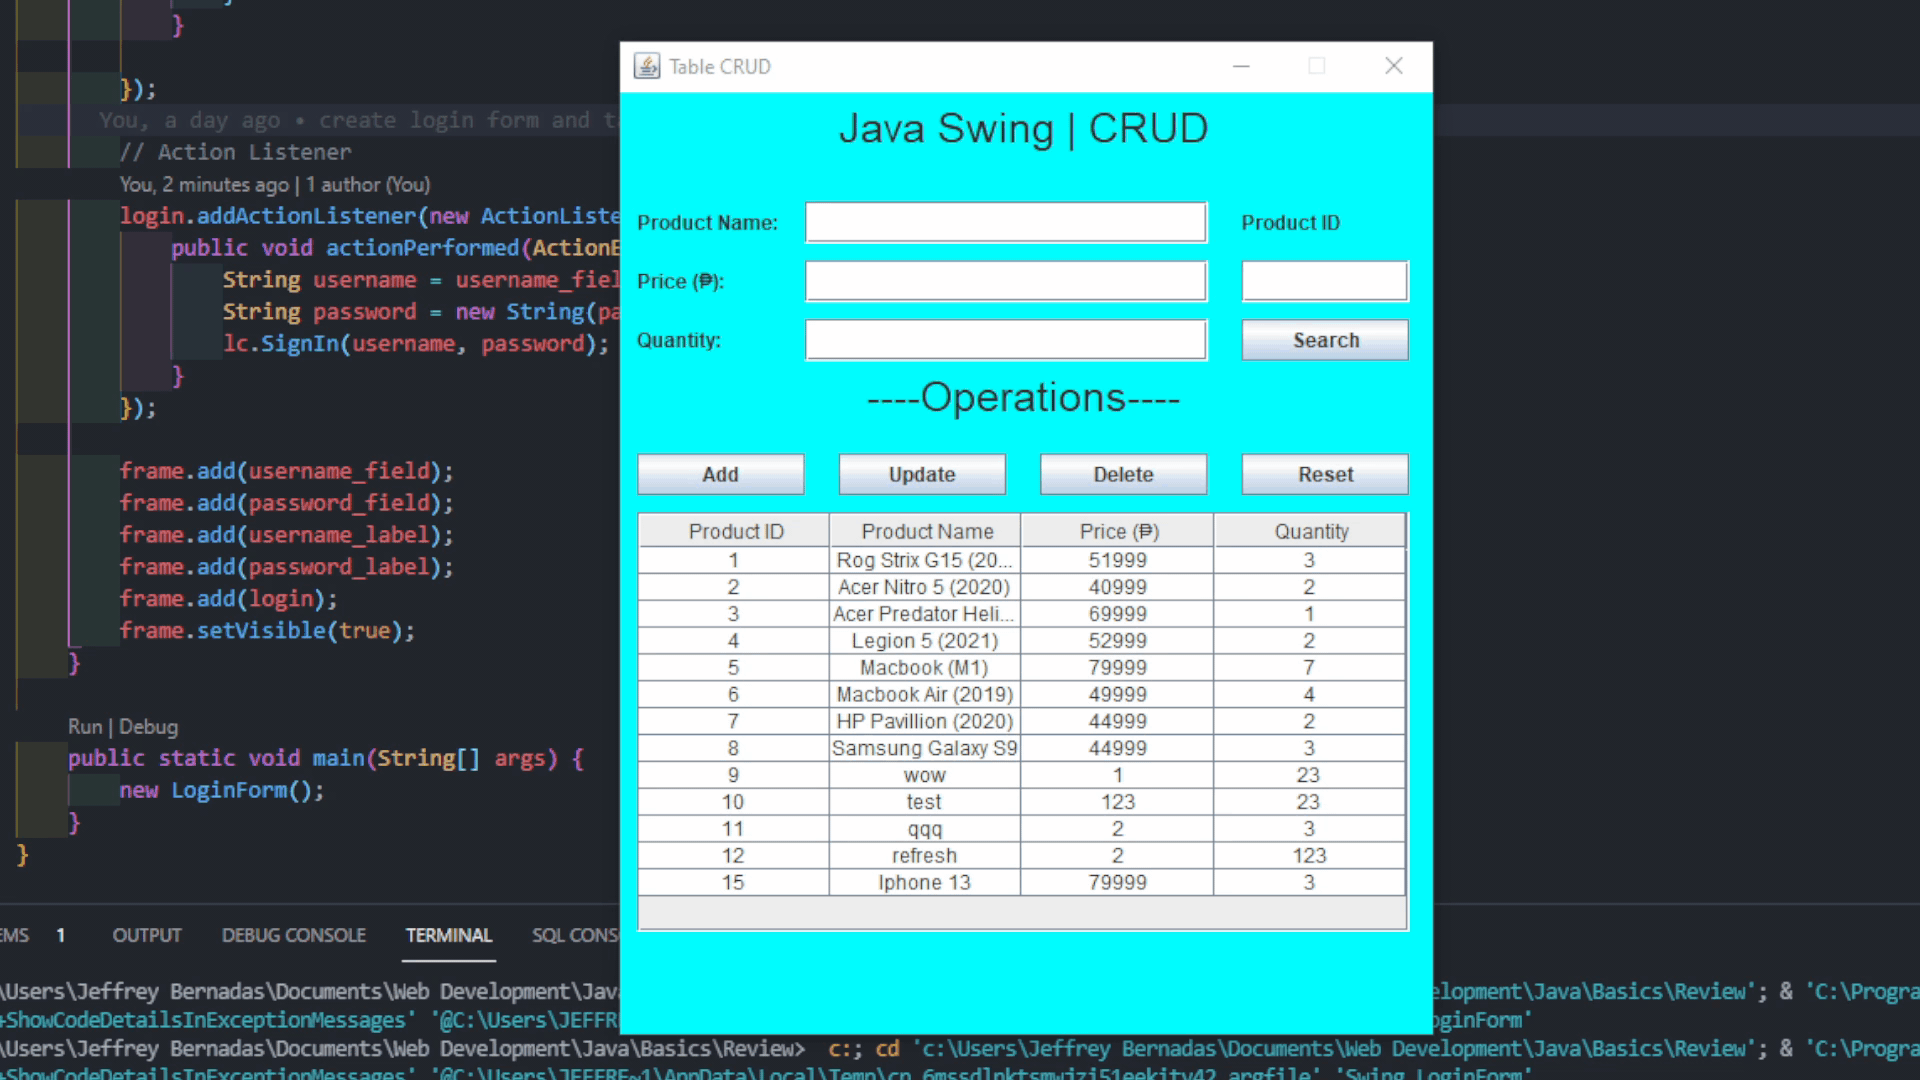 }
});
You, a day ago • create login form and t
// Action Listener
You, 2 minutes ago | 1 author (You)
login.addActionListener(new ActionListe
public void actionPerformed(ActionE
String username = username_fiel
String password = new String(pa
lc.SignIn(username, password);
}
});
frame.add(username_field);
frame.add(password_field);
frame.add(username_label);
frame.add(password_label);
frame.add(login);
frame.setVisible(true);
}
Run | Debug
public static void main(String[] args) {
new LoginForm();
}
}
Table CRUD
Java Swing | CRUD
Product Name:
Product ID
Price (₱):
Quantity:
Search
----Operations----
Add Update Delete Reset
Product ID Product Name Price (₱) Quantity
1 Rog Strix G15 (20... 51999 3
2 Acer Nitro 5 (2020) 40999 2
3 Acer Predator Heli... 69999 1
4 Legion 5 (2021) 52999 2
5 Macbook (M1) 79999 7
6 Macbook Air (2019) 49999 4
7 HP Pavillion (2020) 44999 2
8 Samsung Galaxy S9 44999 3
9 wow 1 23
10 test 123 23
11 qqq 2 3
12 refresh 2 123
15 Iphone 13 79999 3
EMS 1 OUTPUT DEBUG CONSOLE TERMINAL SQL CONS
\Users\Jeffrey Bernadas\Documents\Web Development\Jav elopment\Java\Basics\Review'; & 'C:\Progra
+ShowCodeDetailsInExceptionMessages' '@C:\Users\JEFFR oginForm'
\Users\Jeffrey Bernadas\Documents\Web Development\Java\Basics\Review> c:; cd 'c:\Users\Jeffrey Bernadas\Documents\Web Development\Java\Basics\Review'; & 'C:\Progra
+ShowCodeDetailsInExceptionMessages' '@C:\Users\JEFFRE~1\AppData\Local\Temp\cp_6mssdlnktsmwizi51eekity42.argfile' 'Swing.LoginForm'